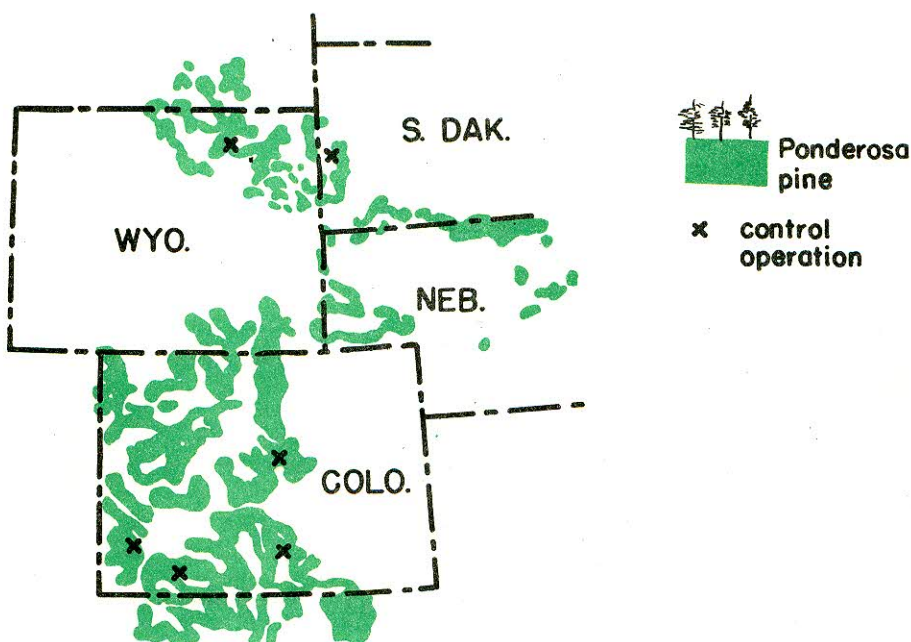 S. DAK.
WYO.
NEB.
COLO.
Ponderosa
pine
x control
operation